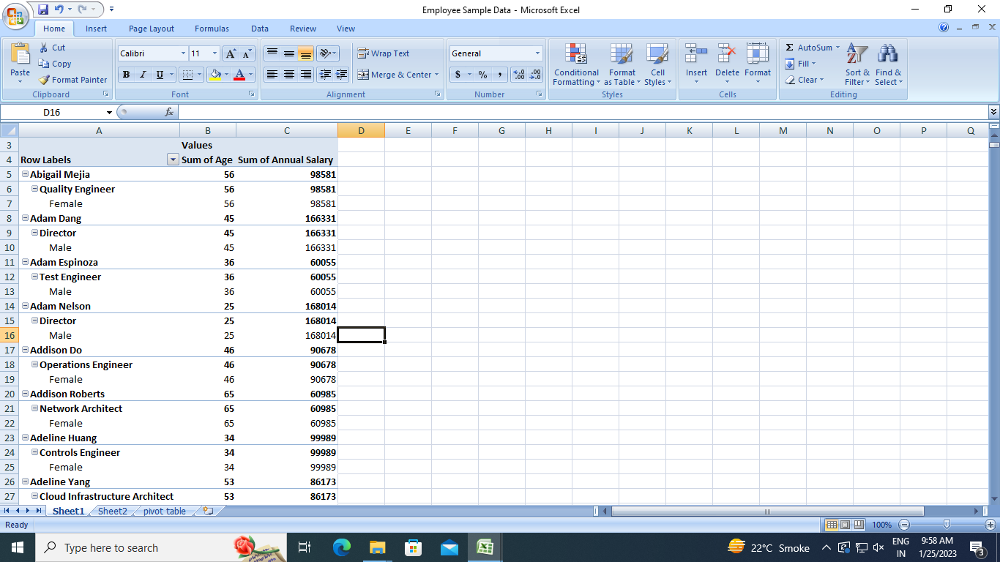 Employee Sample Data - Microsoft Excel
Home Insert Page Layout Formulas Data Review View
Paste
Cut
Copy
Format Painter
Clipboard
Calibri 11
B I U
A
Font
Wrap Text
Merge & Center
Alignment
General
$ % ,
Number
Conditional Formatting
Format as Table
Cell Styles
Styles
Insert Delete Format
Cells
Σ AutoSum
Fill
Clear
Sort & Filter
Find & Select
Editing
D16 fx
A B C D E F G H I J K L M N O P Q
3 Values
4 Row Labels Sum of Age Sum of Annual Salary
5 Abigail Mejia 56 98581
6 Quality Engineer 56 98581
7 Female 56 98581
8 Adam Dang 45 166331
9 Director 45 166331
10 Male 45 166331
11 Adam Espinoza 36 60055
12 Test Engineer 36 60055
13 Male 36 60055
14 Adam Nelson 25 168014
15 Director 25 168014
16 Male 25 168014
17 Addison Do 46 90678
18 Operations Engineer 46 90678
19 Female 46 90678
20 Addison Roberts 65 60985
21 Network Architect 65 60985
22 Female 65 60985
23 Adeline Huang 34 99989
24 Controls Engineer 34 99989
25 Female 34 99989
26 Adeline Yang 53 86173
27 Cloud Infrastructure Architect 53 86173
Sheet1 Sheet2 pivot table
Ready 100%
Type here to search
22°C Smoke
ENG
IN
9:58 AM
1/25/2023
3